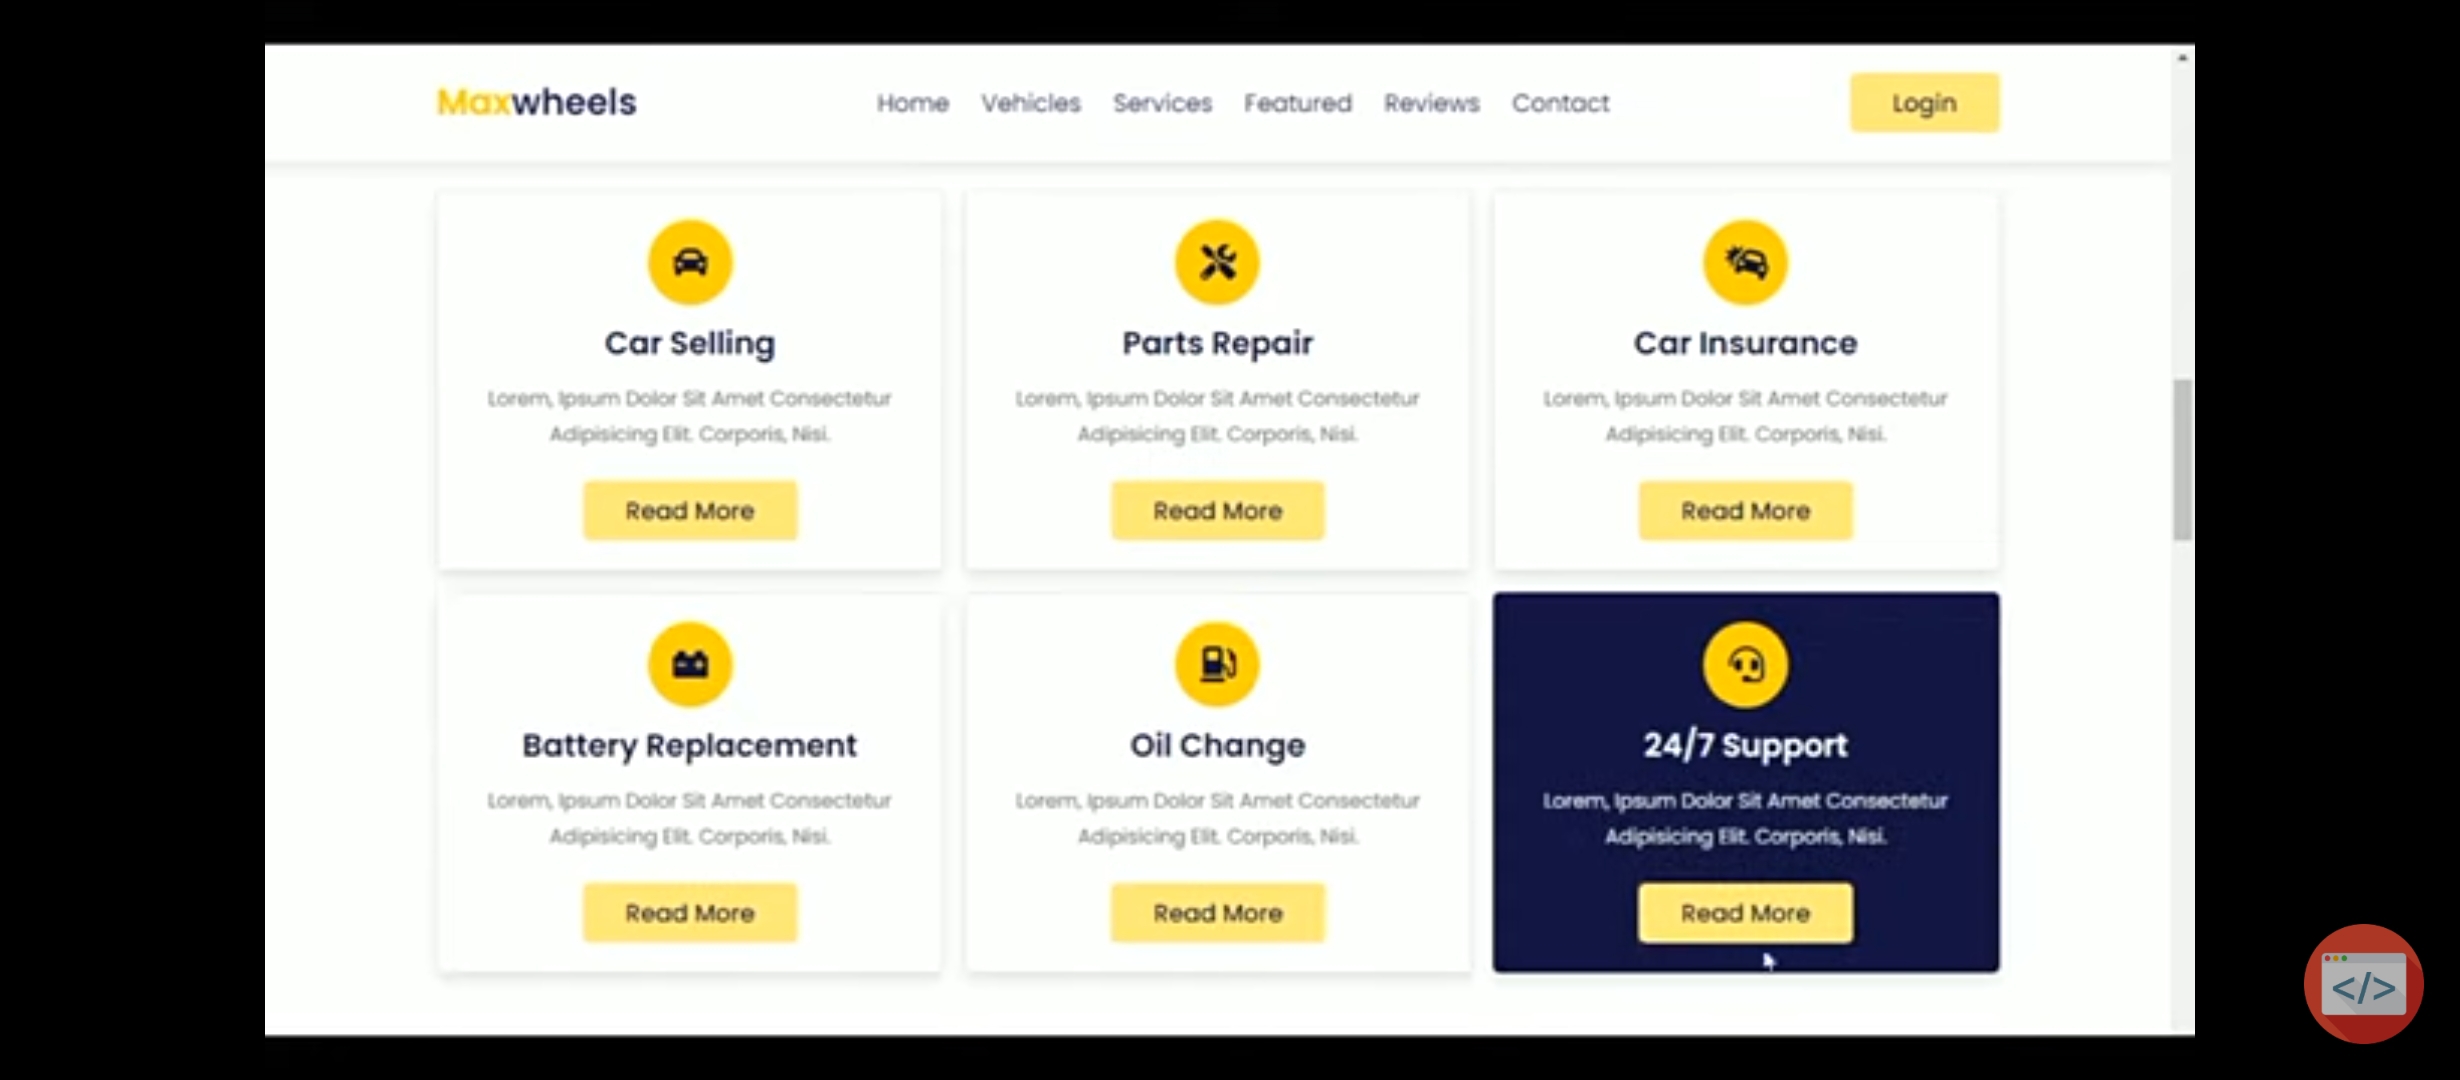 Maxwheels
Home Vehicles Services Featured Reviews Contact
Login
Car Selling
Lorem, Ipsum Dolor Sit Amet Consectetur
Adipisicing Elit. Corporis, Nisi.
Read More
Parts Repair
Lorem, Ipsum Dolor Sit Amet Consectetur
Adipisicing Elit. Corporis, Nisi.
Read More
Car Insurance
Lorem, Ipsum Dolor Sit Amet Consectetur
Adipisicing Elit. Corporis, Nisi.
Read More
Battery Replacement
Lorem, Ipsum Dolor Sit Amet Consectetur
Adipisicing Elit. Corporis, Nisi.
Read More
Oil Change
Lorem, Ipsum Dolor Sit Amet Consectetur
Adipisicing Elit. Corporis, Nisi.
Read More
24/7 Support
Lorem, Ipsum Dolor Sit Amet Consectetur
Adipisicing Elit. Corporis, Nisi.
Read More
</>